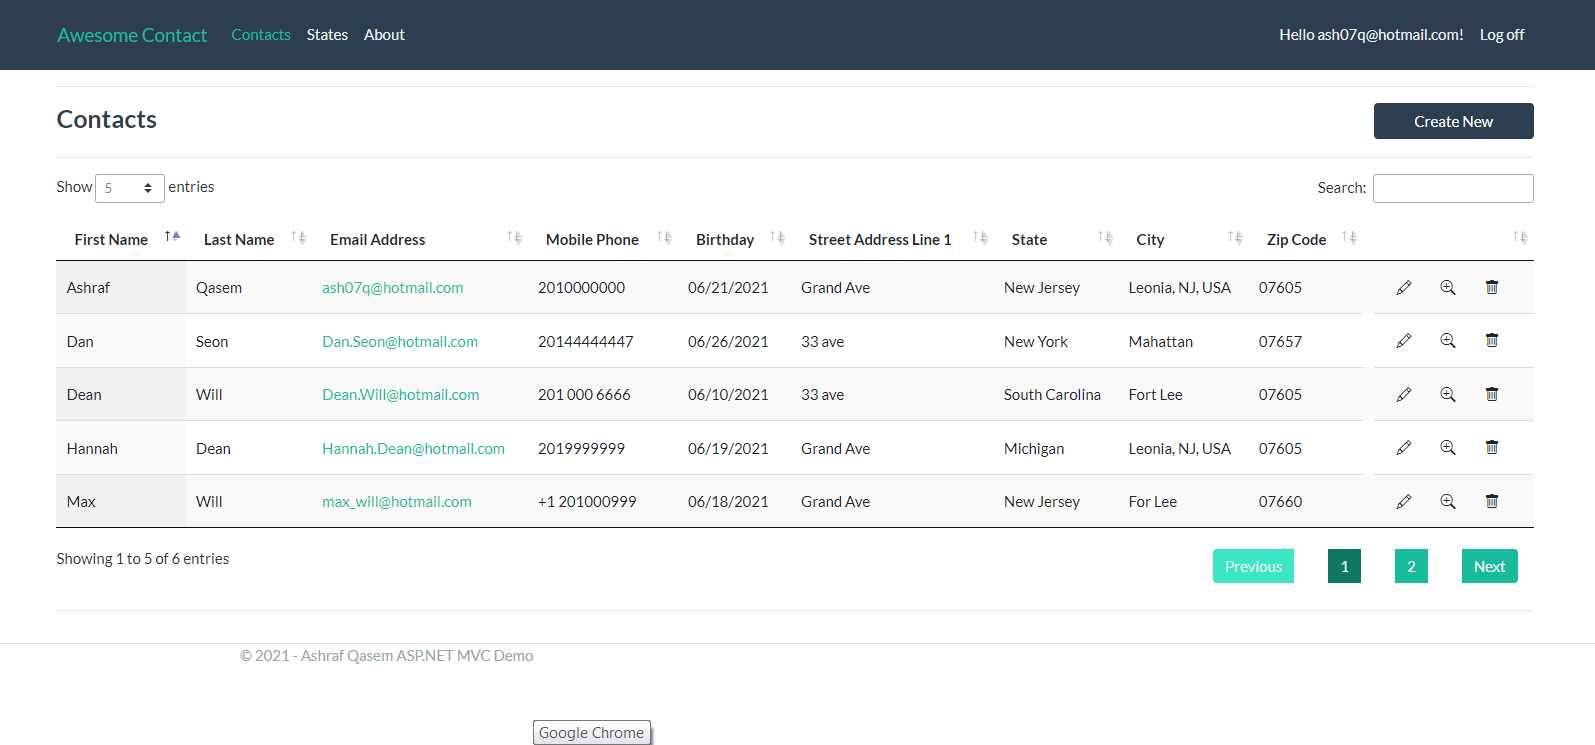 Awesome Contact Contacts States About Hello ash07q@hotmail.com! Log off
Contacts Create New
Show 5 entries Search:
First Name Last Name Email Address Mobile Phone Birthday Street Address Line 1 State City Zip Code
Ashraf Qasem ash07q@hotmail.com 2010000000 06/21/2021 Grand Ave New Jersey Leonia, NJ, USA 07605
Dan Seon Dan.Seon@hotmail.com 20144444447 06/26/2021 33 ave New York Mahattan 07657
Dean Will Dean.Will@hotmail.com 201 000 6666 06/10/2021 33 ave South Carolina Fort Lee 07605
Hannah Dean Hannah.Dean@hotmail.com 2019999999 06/19/2021 Grand Ave Michigan Leonia, NJ, USA 07605
Max Will max_will@hotmail.com +1 201000999 06/18/2021 Grand Ave New Jersey For Lee 07660
Showing 1 to 5 of 6 entries Previous 1 2 Next
© 2021 - Ashraf Qasem ASP.NET MVC Demo
Google Chrome